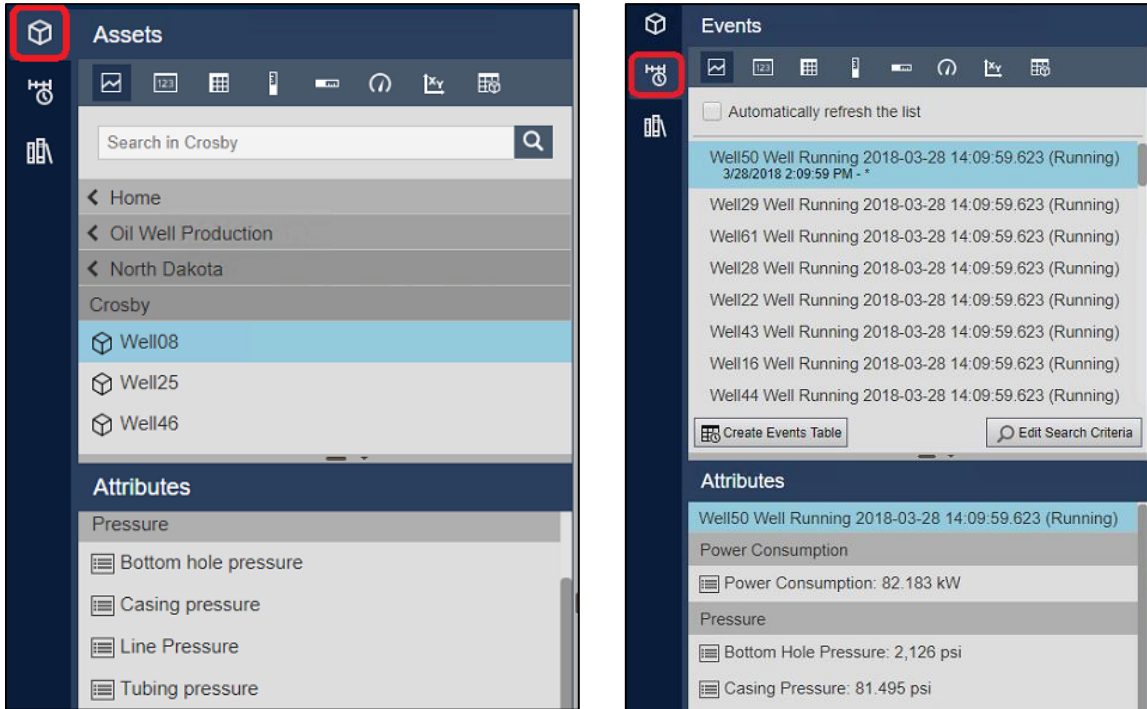 Assets
123
Search in Crosby
Home
Oil Well Production
North Dakota
Crosby
Well08
Well25
Well46
Attributes
Pressure
Bottom hole pressure
Casing pressure
Line Pressure
Tubing pressure
Events
123
Automatically refresh the list
Well50 Well Running 2018-03-28 14:09:59.623 (Running)
3/28/2018 2:09:59 PM - *
Well29 Well Running 2018-03-28 14:09:59.623 (Running)
Well61 Well Running 2018-03-28 14:09:59.623 (Running)
Well28 Well Running 2018-03-28 14:09:59.623 (Running)
Well22 Well Running 2018-03-28 14:09:59.623 (Running)
Well43 Well Running 2018-03-28 14:09:59.623 (Running)
Well16 Well Running 2018-03-28 14:09:59.623 (Running)
Well44 Well Running 2018-03-28 14:09:59.623 (Running)
Create Events Table Edit Search Criteria
Attributes
Well50 Well Running 2018-03-28 14:09:59.623 (Running)
Power Consumption
Power Consumption: 82.183 kW
Pressure
Bottom Hole Pressure: 2,126 psi
Casing Pressure: 81.495 psi